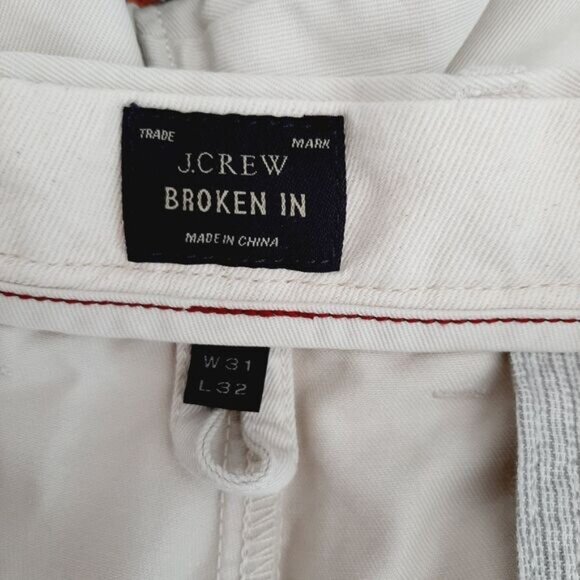 TRADE MARK
J.CREW
BROKEN IN
MADE IN CHINA
W 31
L 32